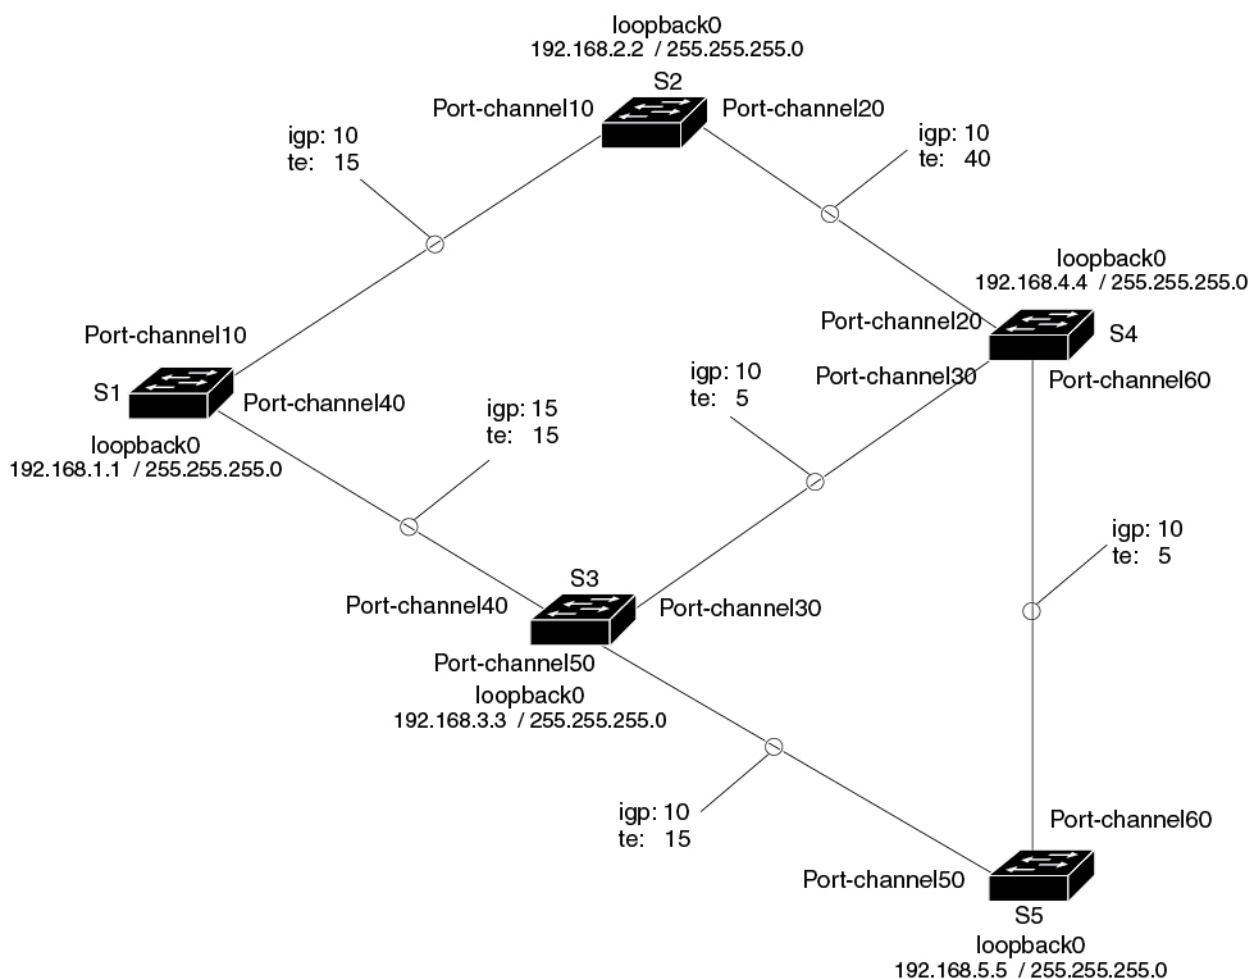 loopback0
192.168.2.2 / 255.255.255.0
S2
Port-channel10
Port-channel20
igp: 10
te: 15
igp: 10
te: 40
loopback0
192.168.4.4 / 255.255.255.0
Port-channel20
S4
Port-channel10
Port-channel30
Port-channel60
S1
Port-channel40
igp: 10
te: 5
igp: 15
te: 15
loopback0
192.168.1.1 / 255.255.255.0
igp: 10
te: 5
S3
Port-channel40
Port-channel30
Port-channel50
loopback0
192.168.3.3 / 255.255.255.0
igp: 10
te: 15
Port-channel60
Port-channel50
S5
loopback0
192.168.5.5 / 255.255.255.0